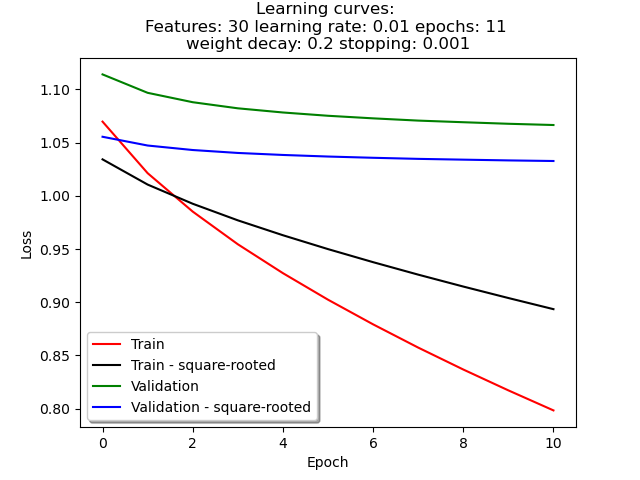 Learning curves:
Features: 30 learning rate: 0.01 epochs: 11
weight decay: 0.2 stopping: 0.001
1.10
1.05
1.00
0.95
0.90
0.85
0.80
Loss
Train
Train - square-rooted
Validation
Validation - square-rooted
0 2 4 6 8 10
Epoch